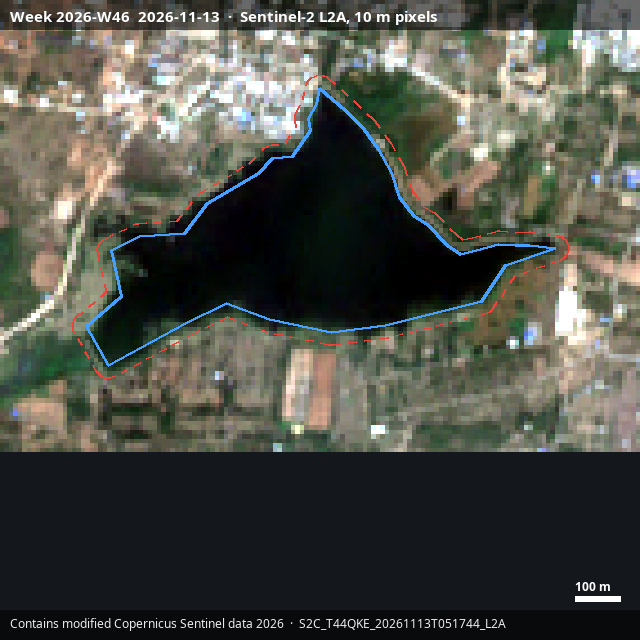 Week 2026-W46  2026-11-13  ·  Sentinel-2 L2A, 10 m pixels
100 m
Contains modified Copernicus Sentinel data 2026  ·  S2C_T44QKE_20261113T051744_L2A